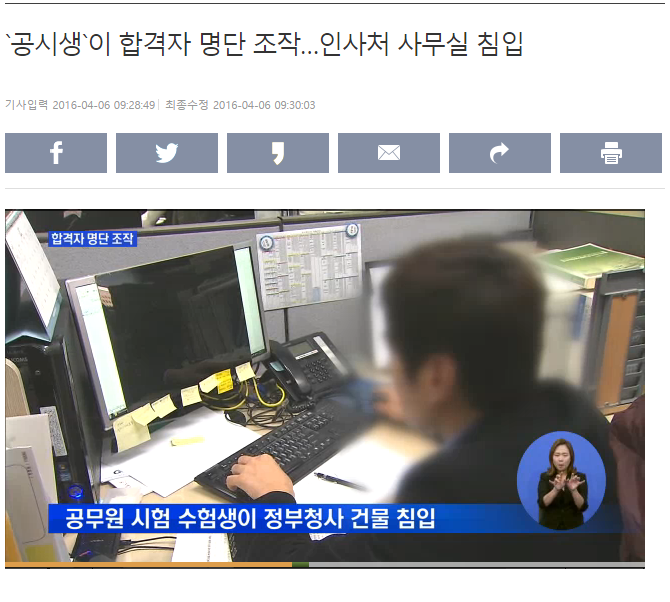 `공시생`이 합격자 명단 조작…인사처 사무실 침입
기사입력 2016-04-06 09:28:49 | 최종수정 2016-04-06 09:30:03
합격자 명단 조작
공무원 시험 수험생이 정부청사 건물 침입